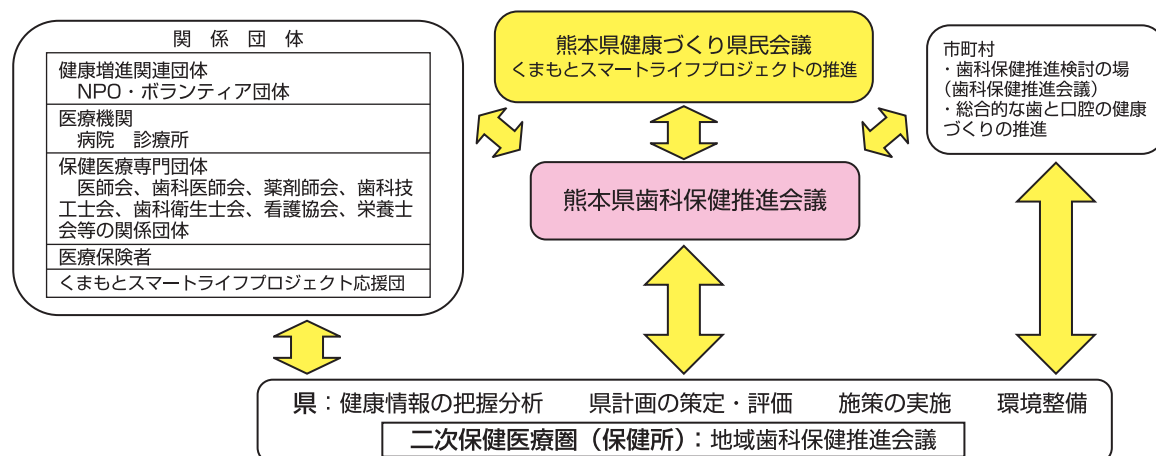 関係団体
健康増進関連団体
NPO・ボランティア団体
医療機関
病院　診療所
保健医療専門団体
医師会、歯科医師会、薬剤師会、歯科技
工士会、歯科衛生士会、看護協会、栄養士
会等の関係団体
医療保険者
くまもとスマートライフプロジェクト応援団
熊本県健康づくり県民会議
くまもとスマートライフプロジェクトの推進
熊本県歯科保健推進会議
市町村
・歯科保健推進検討の場
（歯科保健推進会議）
・総合的な歯と口腔の健康
づくりの推進
県：健康情報の把握分析　県計画の策定・評価　施策の実施　環境整備
二次保健医療圏（保健所）：地域歯科保健推進会議